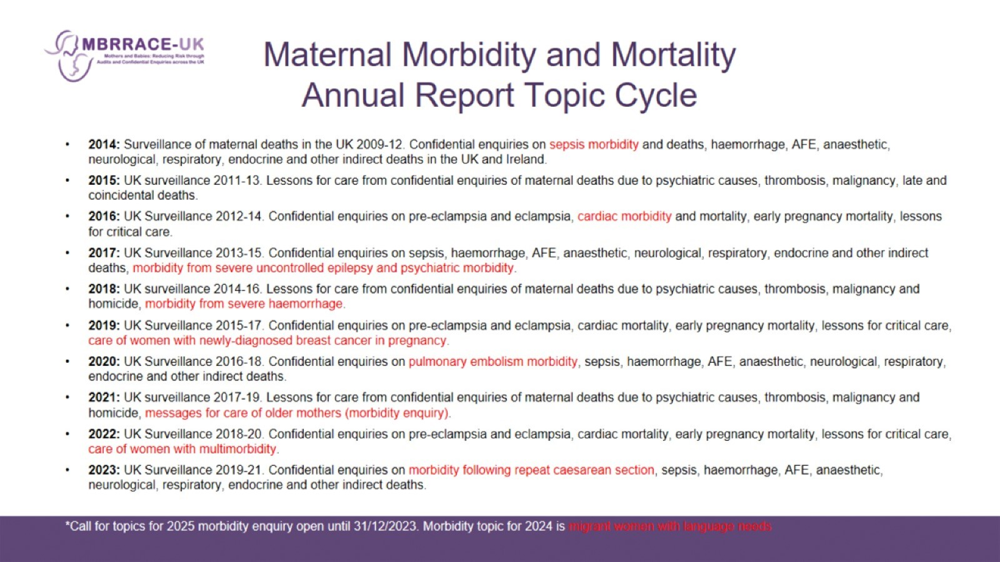 MBRRACE-UK
Mothers and Babies: Reducing Risk through
Audits and Confidential Enquiries across the UK
Maternal Morbidity and Mortality
Annual Report Topic Cycle
• 2014: Surveillance of maternal deaths in the UK 2009-12. Confidential enquiries on sepsis morbidity and deaths, haemorrhage, AFE, anaesthetic,
neurological, respiratory, endocrine and other indirect deaths in the UK and Ireland.
• 2015: UK surveillance 2011-13. Lessons for care from confidential enquiries of maternal deaths due to psychiatric causes, thrombosis, malignancy, late and
coincidental deaths.
• 2016: UK Surveillance 2012-14. Confidential enquiries on pre-eclampsia and eclampsia, cardiac morbidity and mortality, early pregnancy mortality, lessons
for critical care.
• 2017: UK Surveillance 2013-15. Confidential enquiries on sepsis, haemorrhage, AFE, anaesthetic, neurological, respiratory, endocrine and other indirect
deaths, morbidity from severe uncontrolled epilepsy and psychiatric morbidity.
• 2018: UK surveillance 2014-16. Lessons for care from confidential enquiries of maternal deaths due to psychiatric causes, thrombosis, malignancy and
homicide, morbidity from severe haemorrhage.
• 2019: UK Surveillance 2015-17. Confidential enquiries on pre-eclampsia and eclampsia, cardiac mortality, early pregnancy mortality, lessons for critical care,
care of women with newly-diagnosed breast cancer in pregnancy.
• 2020: UK Surveillance 2016-18. Confidential enquiries on pulmonary embolism morbidity, sepsis, haemorrhage, AFE, anaesthetic, neurological, respiratory,
endocrine and other indirect deaths.
• 2021: UK surveillance 2017-19. Lessons for care from confidential enquiries of maternal deaths due to psychiatric causes, thrombosis, malignancy and
homicide, messages for care of older mothers (morbidity enquiry).
• 2022: UK Surveillance 2018-20. Confidential enquiries on pre-eclampsia and eclampsia, cardiac mortality, early pregnancy mortality, lessons for critical care,
care of women with multimorbidity.
• 2023: UK Surveillance 2019-21. Confidential enquiries on morbidity following repeat caesarean section, sepsis, haemorrhage, AFE, anaesthetic,
neurological, respiratory, endocrine and other indirect deaths.
*Call for topics for 2025 morbidity enquiry open until 31/12/2023. Morbidity topic for 2024 is migrant women with language needs